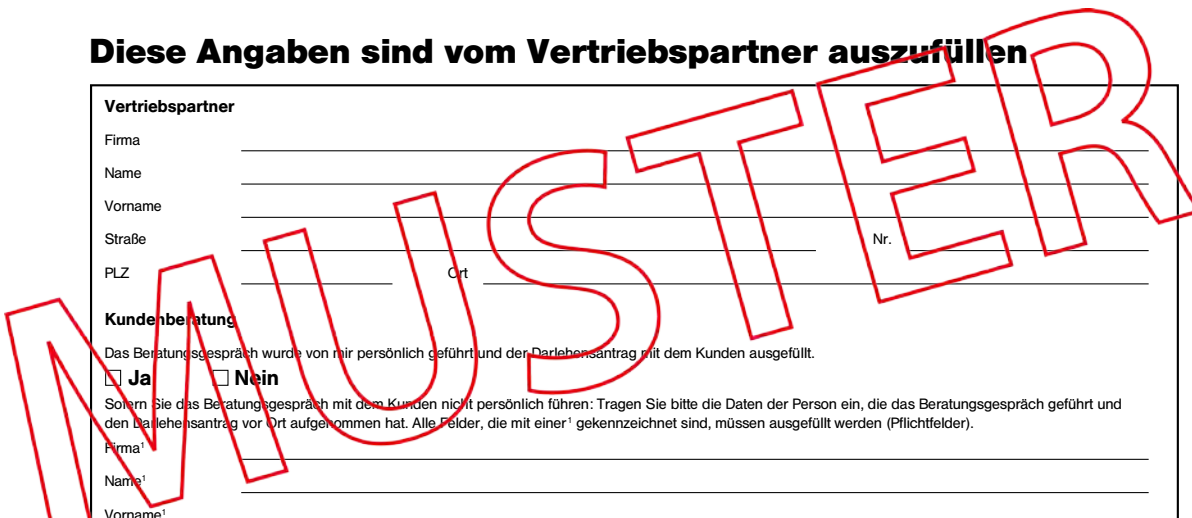 Diese Angaben sind vom Vertriebspartner auszufüllen
Vertriebspartner
Firma
Name
Vorname
Straße Nr.
PLZ Ort
Kundenberatung
Das Beratungsgespräch wurde von mir persönlich geführt und der Darlehensantrag mit dem Kunden ausgefüllt.
☐ Ja ☐ Nein
Sofern Sie das Beratungsgespräch mit dem Kunden nicht persönlich führen: Tragen Sie bitte die Daten der Person ein, die das Beratungsgespräch geführt und
den Darlehensantrag vor Ort aufgenommen hat. Alle Felder, die mit einer¹ gekennzeichnet sind, müssen ausgefüllt werden (Pflichtfelder).
Firma¹
Name¹
Vorname¹
MUSTER